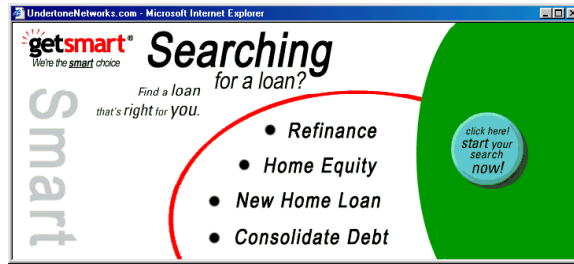 UndertoneNetworks.com - Microsoft Internet Explorer
getsmart®
We're the smart choice
Searching
for a loan?
Find a loan
that's right for you.
Smart
Refinance
Home Equity
New Home Loan
Consolidate Debt
click here!
start your
search
now!